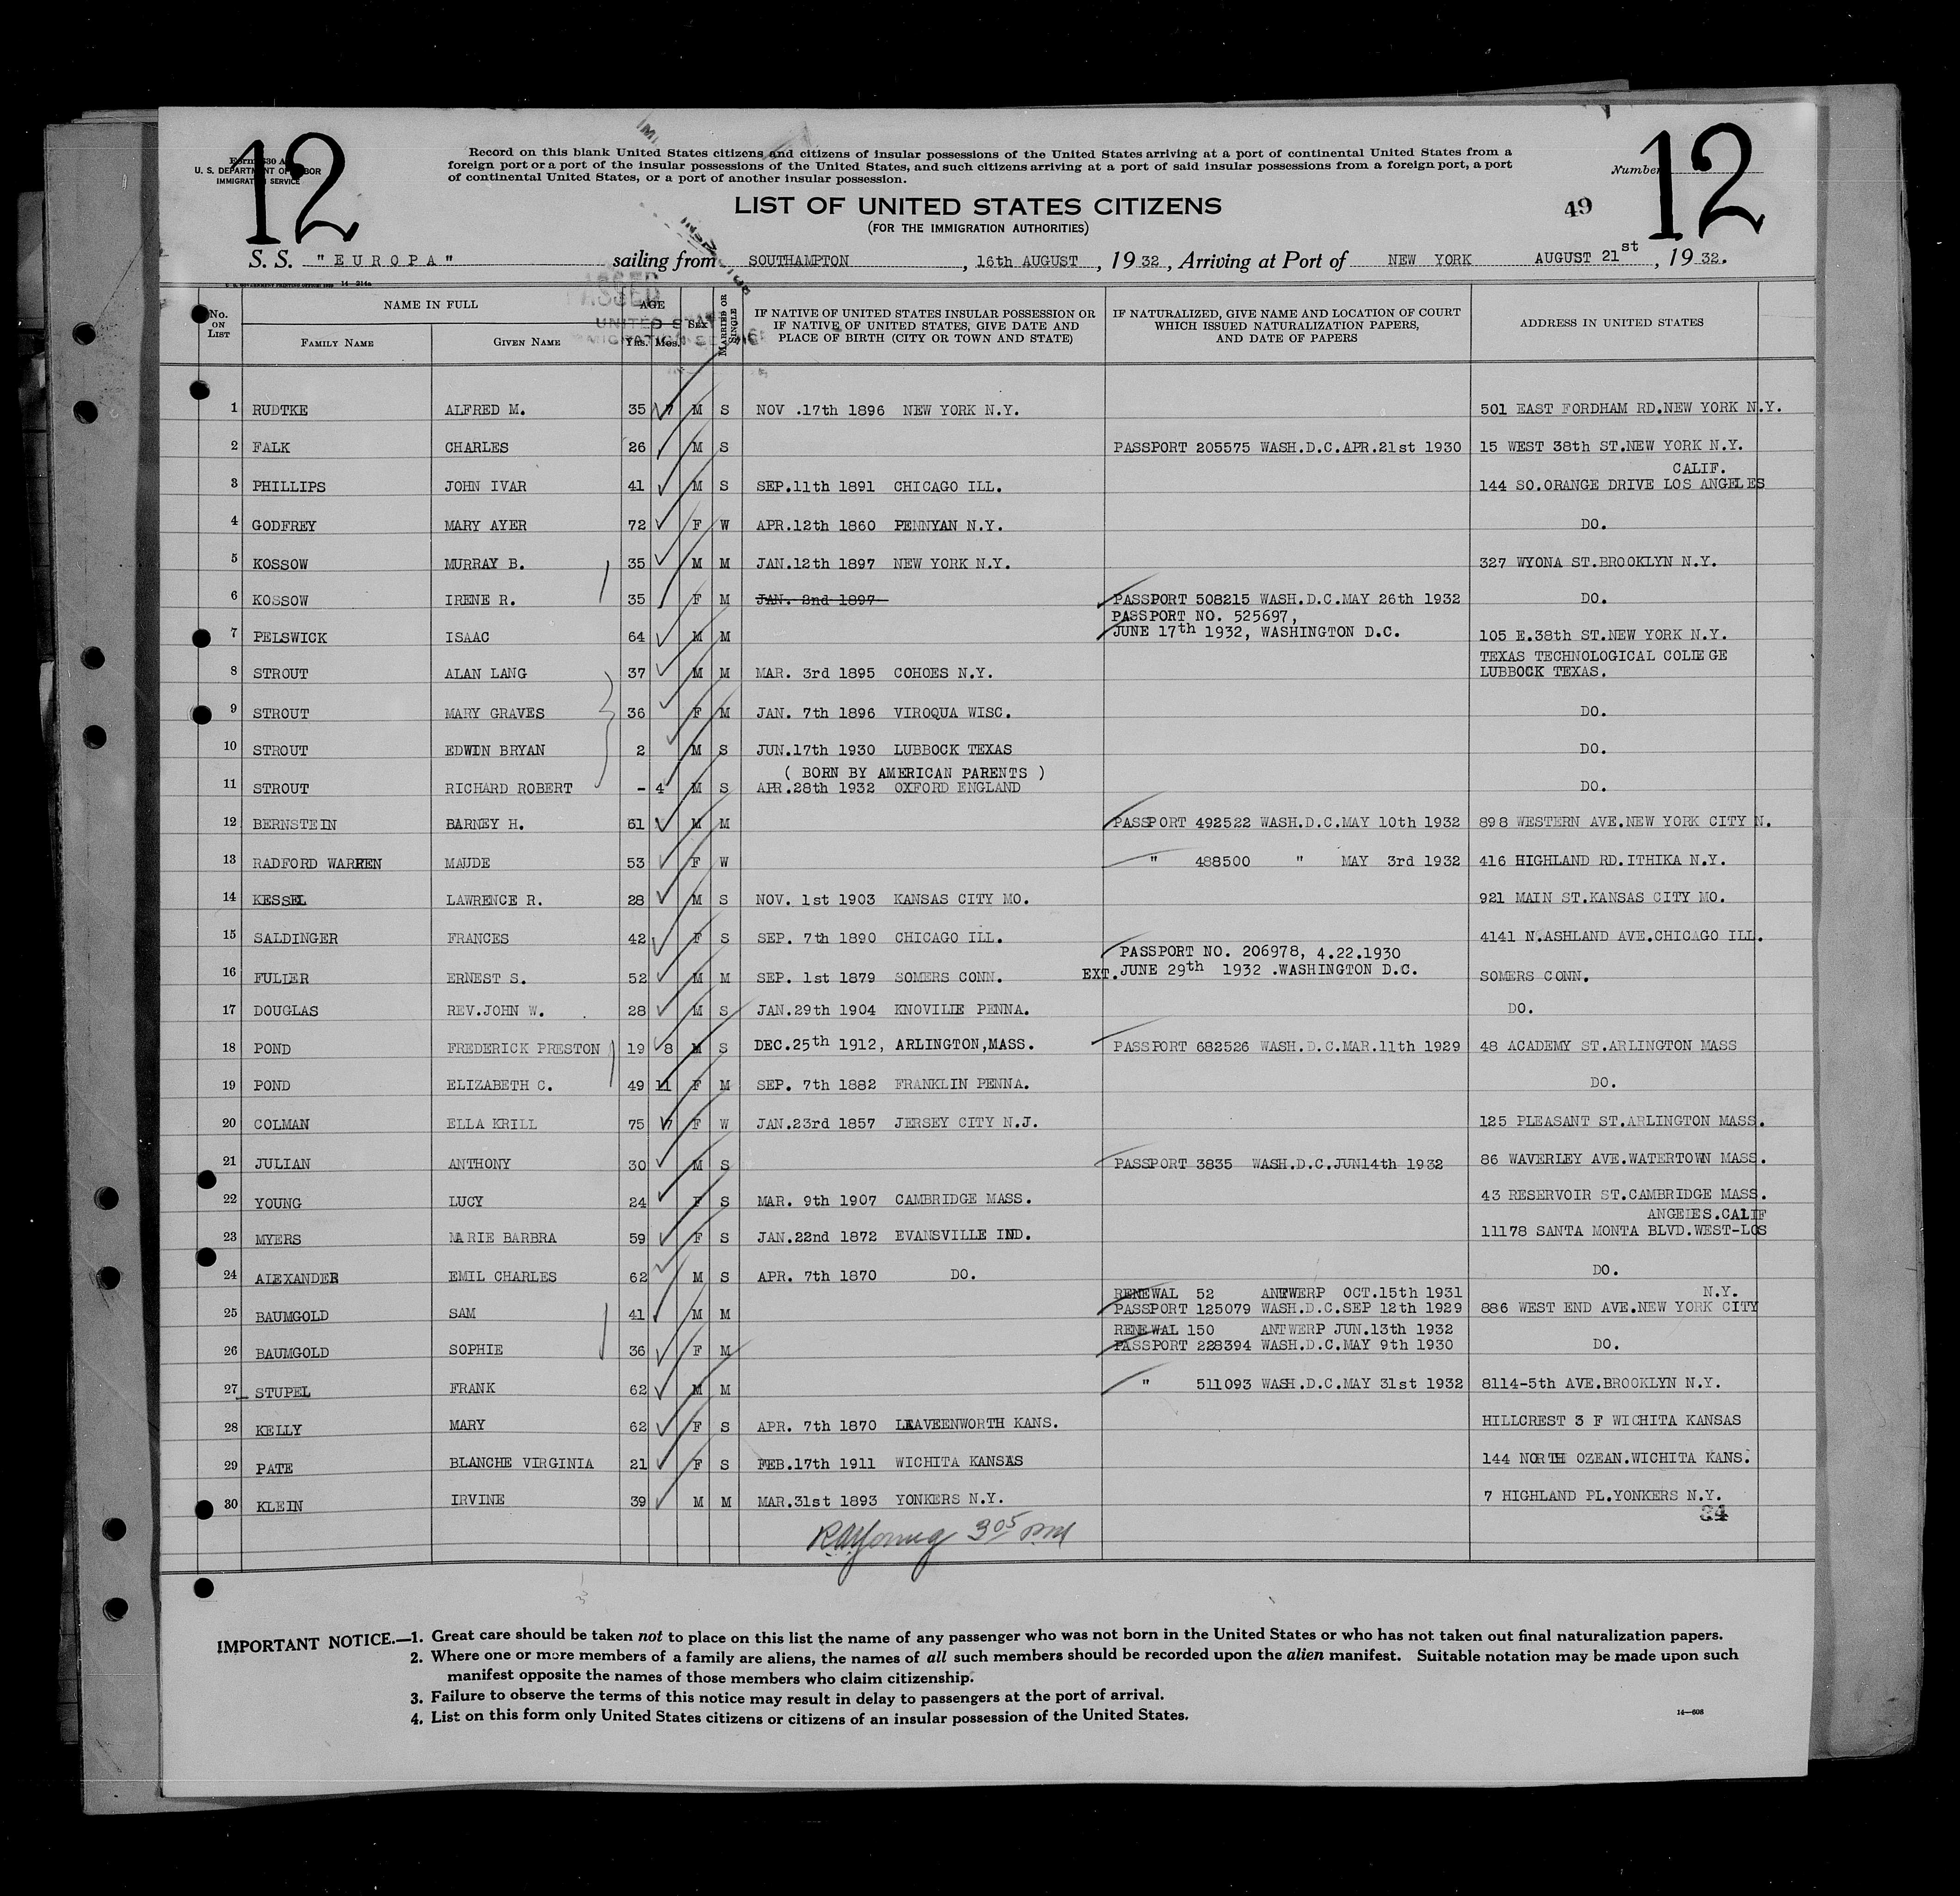 12
12
Form 630 A
U. S. DEPARTMENT OF LABOR
IMMIGRATION SERVICE
Record on this blank United States citizens and citizens of insular possessions of the United States arriving at a port of continental United States from a
foreign port or a port of the insular possessions of the United States, and such citizens arriving at a port of said insular possessions from a foreign port, a port
of continental United States, or a port of another insular possession.
Number
LIST OF UNITED STATES CITIZENS
49
(FOR THE IMMIGRATION AUTHORITIES)
S. S. "EUROPA" sailing from SOUTHAMPTON, 16th AUGUST, 1932, Arriving at Port of NEW YORK AUGUST 21st, 1932.
PASSED
No. on List
NAME IN FULL
FAMILY NAME GIVEN NAME
AGE
Yrs. Mos.
SEX
MARRIED OR SINGLE
IF NATIVE OF UNITED STATES INSULAR POSSESSION OR
IF NATIVE OF UNITED STATES, GIVE DATE AND
PLACE OF BIRTH (CITY OR TOWN AND STATE)
IF NATURALIZED, GIVE NAME AND LOCATION OF COURT
WHICH ISSUED NATURALIZATION PAPERS,
AND DATE OF PAPERS
ADDRESS IN UNITED STATES
1 RUDTKE ALFRED M. 35 M S NOV .17th 1896 NEW YORK N.Y. 501 EAST FORDHAM RD.NEW YORK N.Y.
2 FALK CHARLES 26 M S PASSPORT 205575 WASH.D.C.APR.21st 1930 15 WEST 38th ST.NEW YORK N.Y.
CALIF.
3 PHILLIPS JOHN IVAR 41 M S SEP.11th 1891 CHICAGO ILL. 144 SO.ORANGE DRIVE LOS ANGELES
4 GODFREY MARY AYER 72 F W APR.12th 1860 PENNYAN N.Y. DO.
5 KOSSOW MURRAY B. 35 M M JAN.12th 1897 NEW YORK N.Y. 327 WYONA ST.BROOKLYN N.Y.
6 KOSSOW IRENE R. 35 F M JAN. 2nd 1897 PASSPORT 508215 WASH.D.C.MAY 26th 1932 DO.
PASSPORT NO. 525697,
7 PELSWICK ISAAC 64 M M JUNE 17th 1932, WASHINGTON D.C. 105 E.38th ST.NEW YORK N.Y.
TEXAS TECHNOLOGICAL COLIEGE
8 STROUT ALAN LANG 37 M M MAR. 3rd 1895 COHOES N.Y. LUBBOCK TEXAS.
9 STROUT MARY GRAVES 36 F M JAN. 7th 1896 VIROQUA WISC. DO.
10 STROUT EDWIN BRYAN 2 M S JUN.17th 1930 LUBBOCK TEXAS DO.
( BORN BY AMERICAN PARENTS )
11 STROUT RICHARD ROBERT - 4 M S APR.28th 1932 OXFORD ENGLAND DO.
12 BERNSTEIN BARNEY H. 61 M M PASSPORT 492522 WASH.D.C.MAY 10th 1932 898 WESTERN AVE.NEW YORK CITY N.
13 RADFORD WARREN MAUDE 53 F W " 488500 " MAY 3rd 1932 416 HIGHLAND RD.ITHIKA N.Y.
14 KESSEL LAWRENCE R. 28 M S NOV. 1st 1903 KANSAS CITY MO. 921 MAIN ST.KANSAS CITY MO.
15 SALDINGER FRANCES 42 F S SEP. 7th 1890 CHICAGO ILL. 4141 N.ASHLAND AVE.CHICAGO ILL.
PASSPORT NO. 206978, 4.22.1930
16 FULIER ERNEST S. 52 M M SEP. 1st 1879 SOMERS CONN. EXT. JUNE 29th 1932 .WASHINGTON D.C. SOMERS CONN.
17 DOUGLAS REV.JOHN W. 28 M S JAN.29th 1904 KNOVILIE PENNA. DO.
18 POND FREDERICK PRESTON 19 8 M S DEC.25th 1912, ARLINGTON,MASS. PASSPORT 682526 WASH.D.C.MAR.11th 1929 48 ACADEMY ST.ARLINGTON MASS
19 POND ELIZABETH C. 49 11 F M SEP. 7th 1882 FRANKLIN PENNA. DO.
20 COLMAN ELLA KRILL 75 7 F W JAN.23rd 1857 JERSEY CITY N.J. 125 PLEASANT ST.ARLINGTON MASS.
21 JULIAN ANTHONY 30 M S PASSPORT 3835 WASH.D.C.JUN14th 1932 86 WAVERLEY AVE.WATERTOWN MASS.
22 YOUNG LUCY 24 F S MAR. 9th 1907 CAMBRIDGE MASS. 43 RESERVOIR ST.CAMBRIDGE MASS.
ANGEIES.CALIF
23 MYERS MARIE BARBRA 59 F S JAN.22nd 1872 EVANSVILLE IND. 11178 SANTA MONTA BLVD.WEST-LOS
24 ALEXANDER EMIL CHARLES 62 M S APR. 7th 1870 DO. DO.
RENEWAL 52 ANTWERP OCT.15th 1931 N.Y.
25 BAUMGOLD SAM 41 M M PASSPORT 125079 WASH.D.C.SEP 12th 1929 886 WEST END AVE.NEW YORK CITY
RENEWAL 150 ANTWERP JUN.13th 1932
26 BAUMGOLD SOPHIE 36 F M PASSPORT 228394 WASH.D.C.MAY 9th 1930 DO.
27 STUPEL FRANK 62 M M " 511093 WASH.D.C.MAY 31st 1932 8114-5th AVE.BROOKLYN N.Y.
28 KELLY MARY 62 F S APR. 7th 1870 LEAVEENWORTH KANS. HILLCREST 3 F WICHITA KANSAS
29 PATE BLANCHE VIRGINIA 21 F S FEB.17th 1911 WICHITA KANSAS 144 NORTH OZEAN.WICHITA KANS.
30 KLEIN IRVINE 39 M M MAR.31st 1893 YONKERS N.Y. 7 HIGHLAND PL.YONKERS N.Y.
305 PM
IMPORTANT NOTICE.—1. Great care should be taken not to place on this list the name of any passenger who was not born in the United States or who has not taken out final naturalization papers.
2. Where one or more members of a family are aliens, the names of all such members should be recorded upon the alien manifest. Suitable notation may be made upon such
manifest opposite the names of those members who claim citizenship.
3. Failure to observe the terms of this notice may result in delay to passengers at the port of arrival.
4. List on this form only United States citizens or citizens of an insular possession of the United States.
14—608